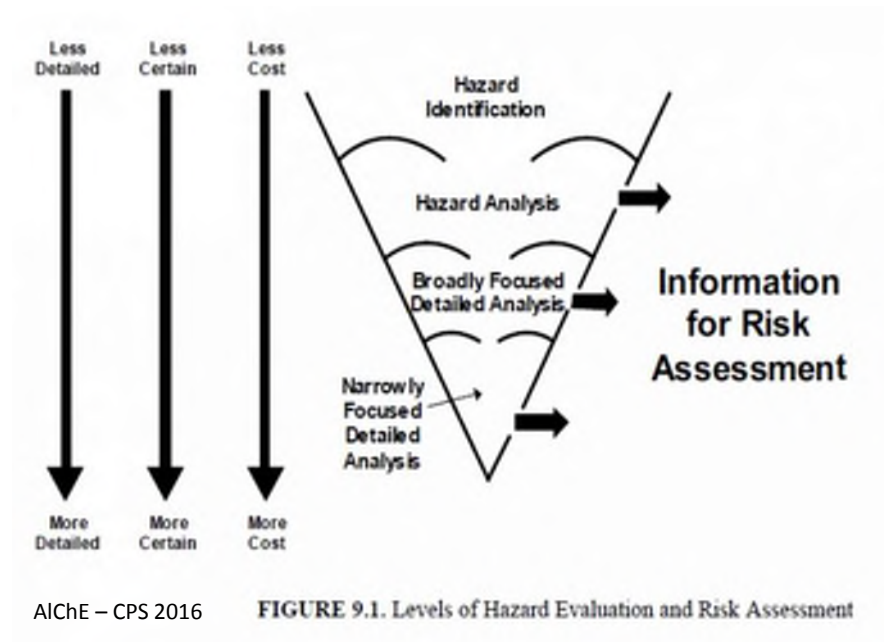 Less
Detailed
Less
Certain
Less
Cost
Hazard
Identification
Hazard Analysis
Broadly Focused
Detailed Analysis
Information
for Risk
Assessment
Narrowly
Focused
Detailed
Analysis
More
Detailed
More
Certain
More
Cost
AlChE – CPS 2016
FIGURE 9.1. Levels of Hazard Evaluation and Risk Assessment